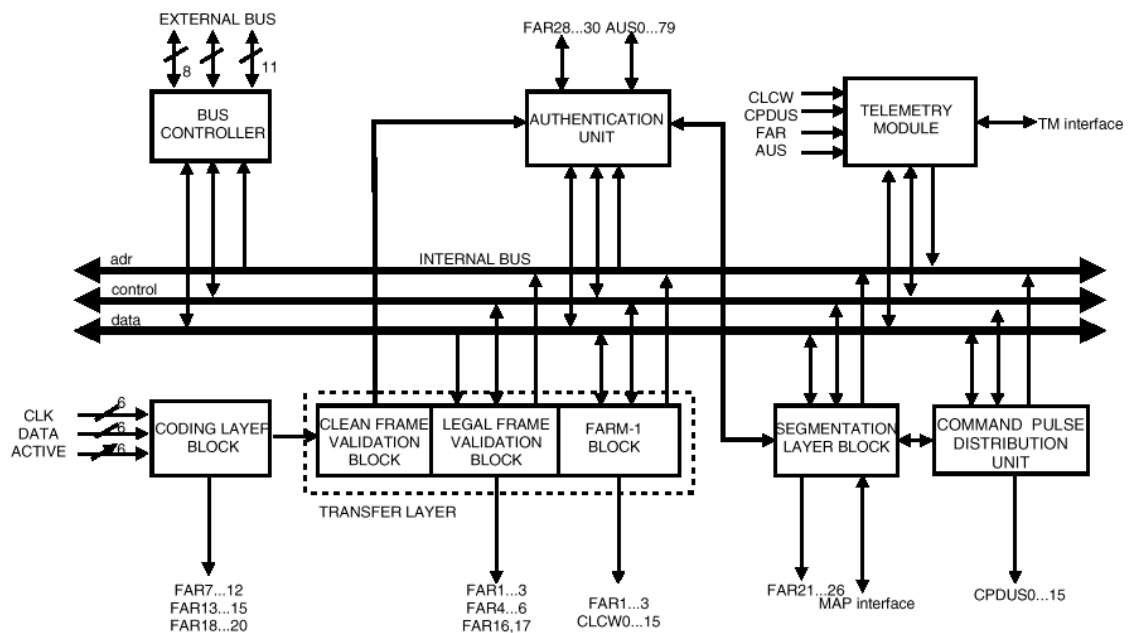 EXTERNAL BUS
8
11
BUS
CONTROLLER
FAR28...30 AUS0...79
AUTHENTICATION
UNIT
CLCW
CPDUS
FAR
AUS
TELEMETRY
MODULE
TM interface
adr
INTERNAL BUS
control
data
CLK
DATA
ACTIVE
6
6
6
CODING LAYER
BLOCK
CLEAN FRAME
VALIDATION
BLOCK
LEGAL FRAME
VALIDATION
BLOCK
FARM-1
BLOCK
TRANSFER LAYER
SEGMENTATION
LAYER BLOCK
COMMAND PULSE
DISTRIBUTION
UNIT
FAR7...12
FAR13...15
FAR18...20
FAR1...3
FAR4...6
FAR16,17
FAR1...3
CLCW0...15
FAR21...26
MAP interface
CPDUS0...15